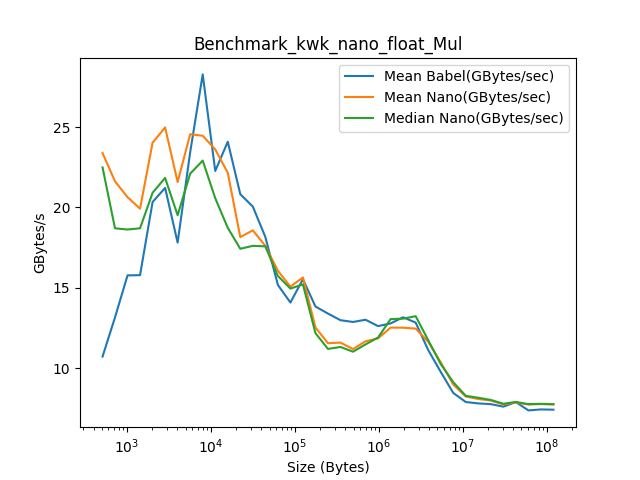 Benchmark_kwk_nano_float_Mul
Mean Babel(GBytes/sec)
Mean Nano(GBytes/sec)
Median Nano(GBytes/sec)
GBytes/s
25
20
15
10
10³
10⁴
10⁵
10⁶
10⁷
10⁸
Size (Bytes)